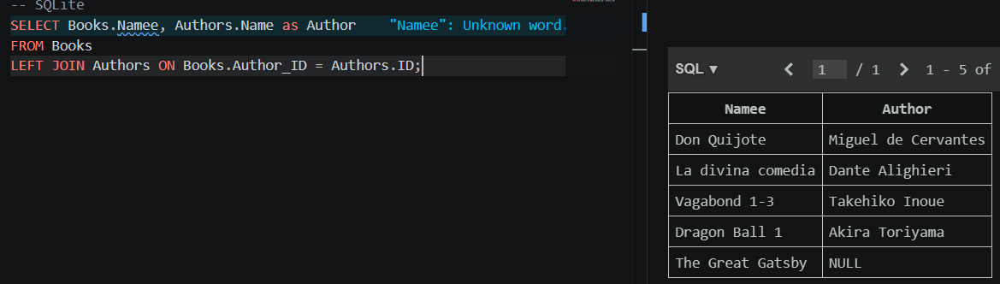 -- SQLite
SELECT Books.Namee, Authors.Name as Author "Namee": Unknown word.
FROM Books
LEFT JOIN Authors ON Books.Author_ID = Authors.ID;
SQL ▼ 1 / 1 1 - 5 of
Namee Author
Don Quijote Miguel de Cervantes
La divina comedia Dante Alighieri
Vagabond 1-3 Takehiko Inoue
Dragon Ball 1 Akira Toriyama
The Great Gatsby NULL